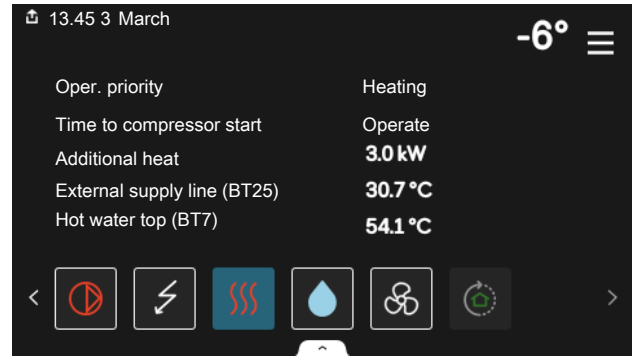 13.45 3 March
-6°
Oper. priority Heating
Time to compressor start Operate
Additional heat 3.0 kW
External supply line (BT25) 30.7 °C
Hot water top (BT7) 54.1 °C